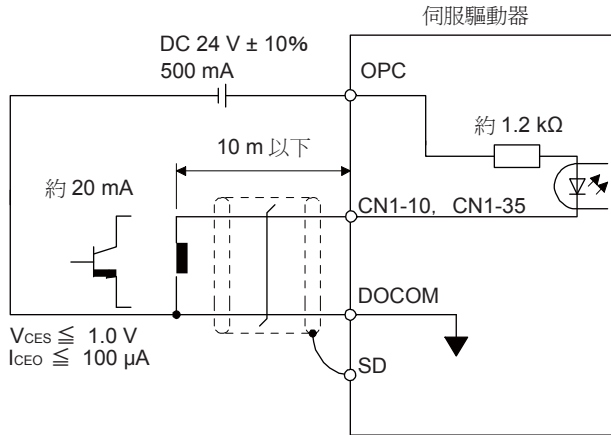 伺服驅動器
DC 24 V ± 10%
500 mA
OPC
約 1.2 kΩ
10 m 以下
約 20 mA
CN1-10, CN1-35
DOCOM
VCES ≦ 1.0 V
ICEO ≦ 100 µA
SD